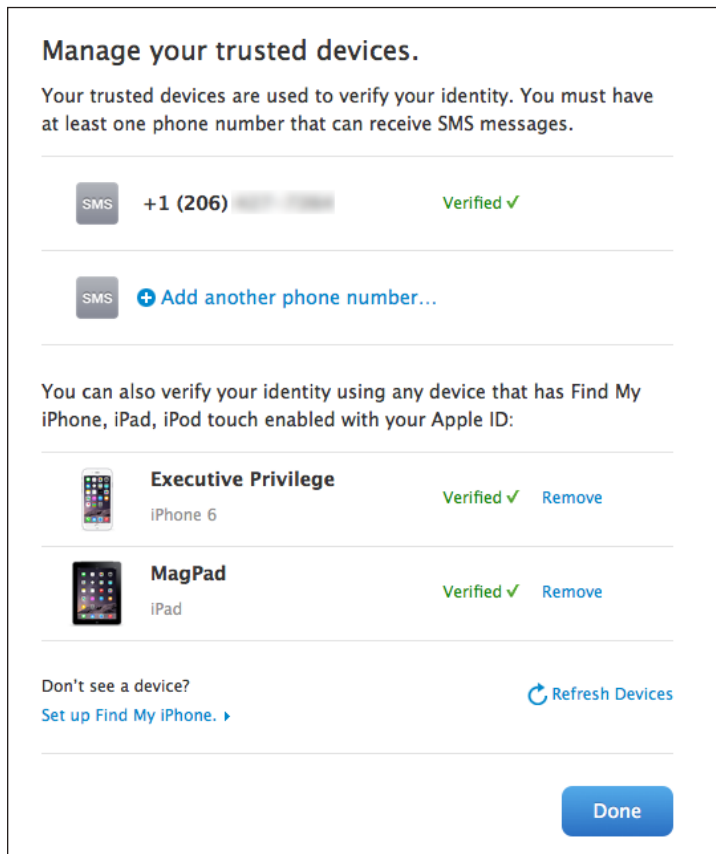 Manage your trusted devices.
Your trusted devices are used to verify your identity. You must have
at least one phone number that can receive SMS messages.
SMS +1 (206) Verified ✓
SMS Add another phone number...
You can also verify your identity using any device that has Find My
iPhone, iPad, iPod touch enabled with your Apple ID:
Executive Privilege
iPhone 6
Verified ✓ Remove
MagPad
iPad
Verified ✓ Remove
Don't see a device?
Set up Find My iPhone.
Refresh Devices
Done